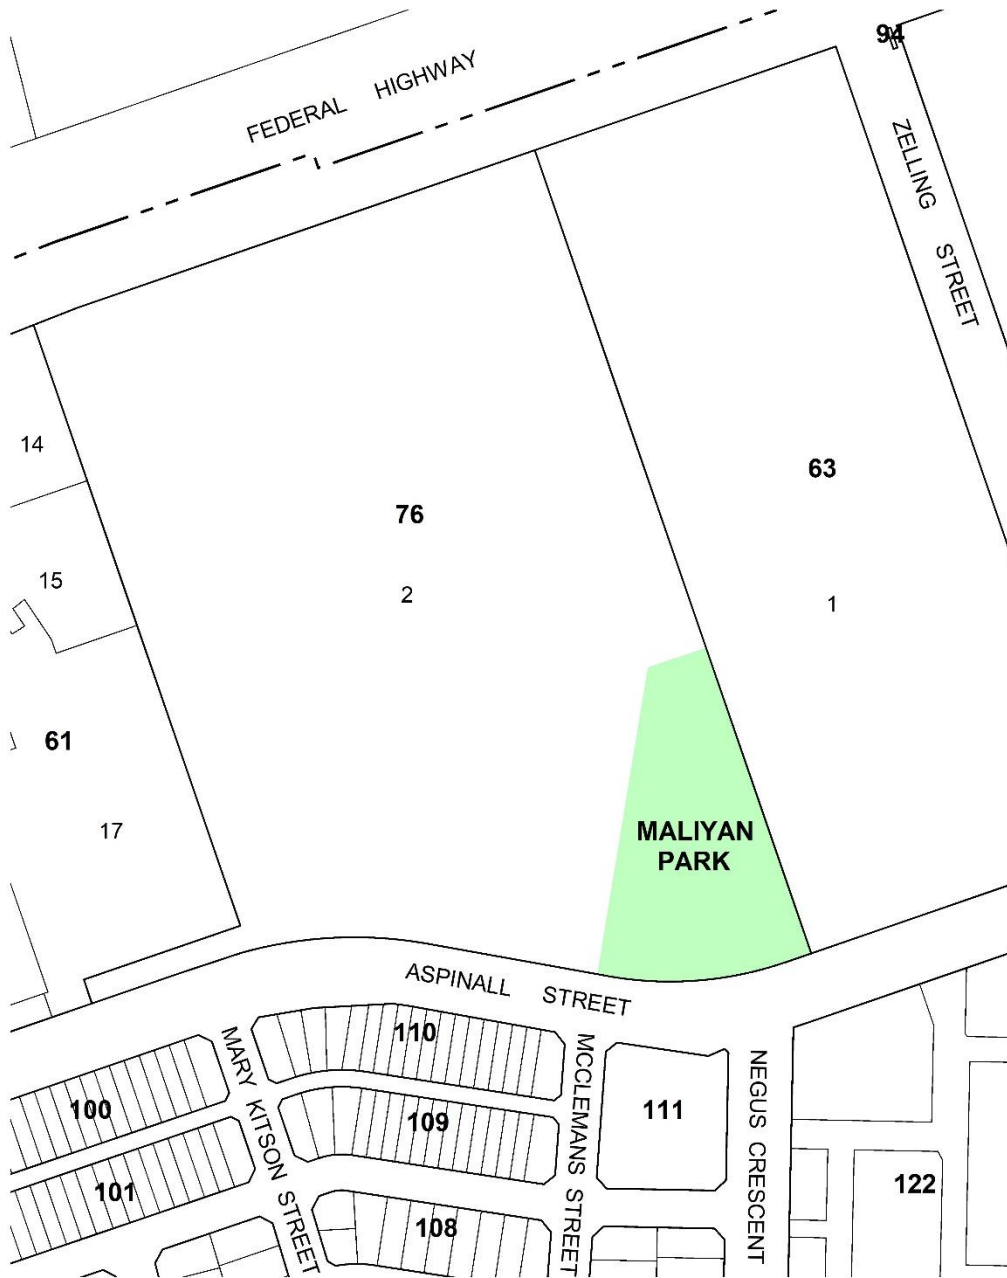 94
FEDERAL HIGHWAY
ZELLING STREET
14
63
76
15
2
1
61
17
MALIYAN
PARK
ASPINALL STREET
110
MARY KITSON STREET
MCCLEMANS STREET
NEGUS CRESCENT
100
111
109
101
122
108